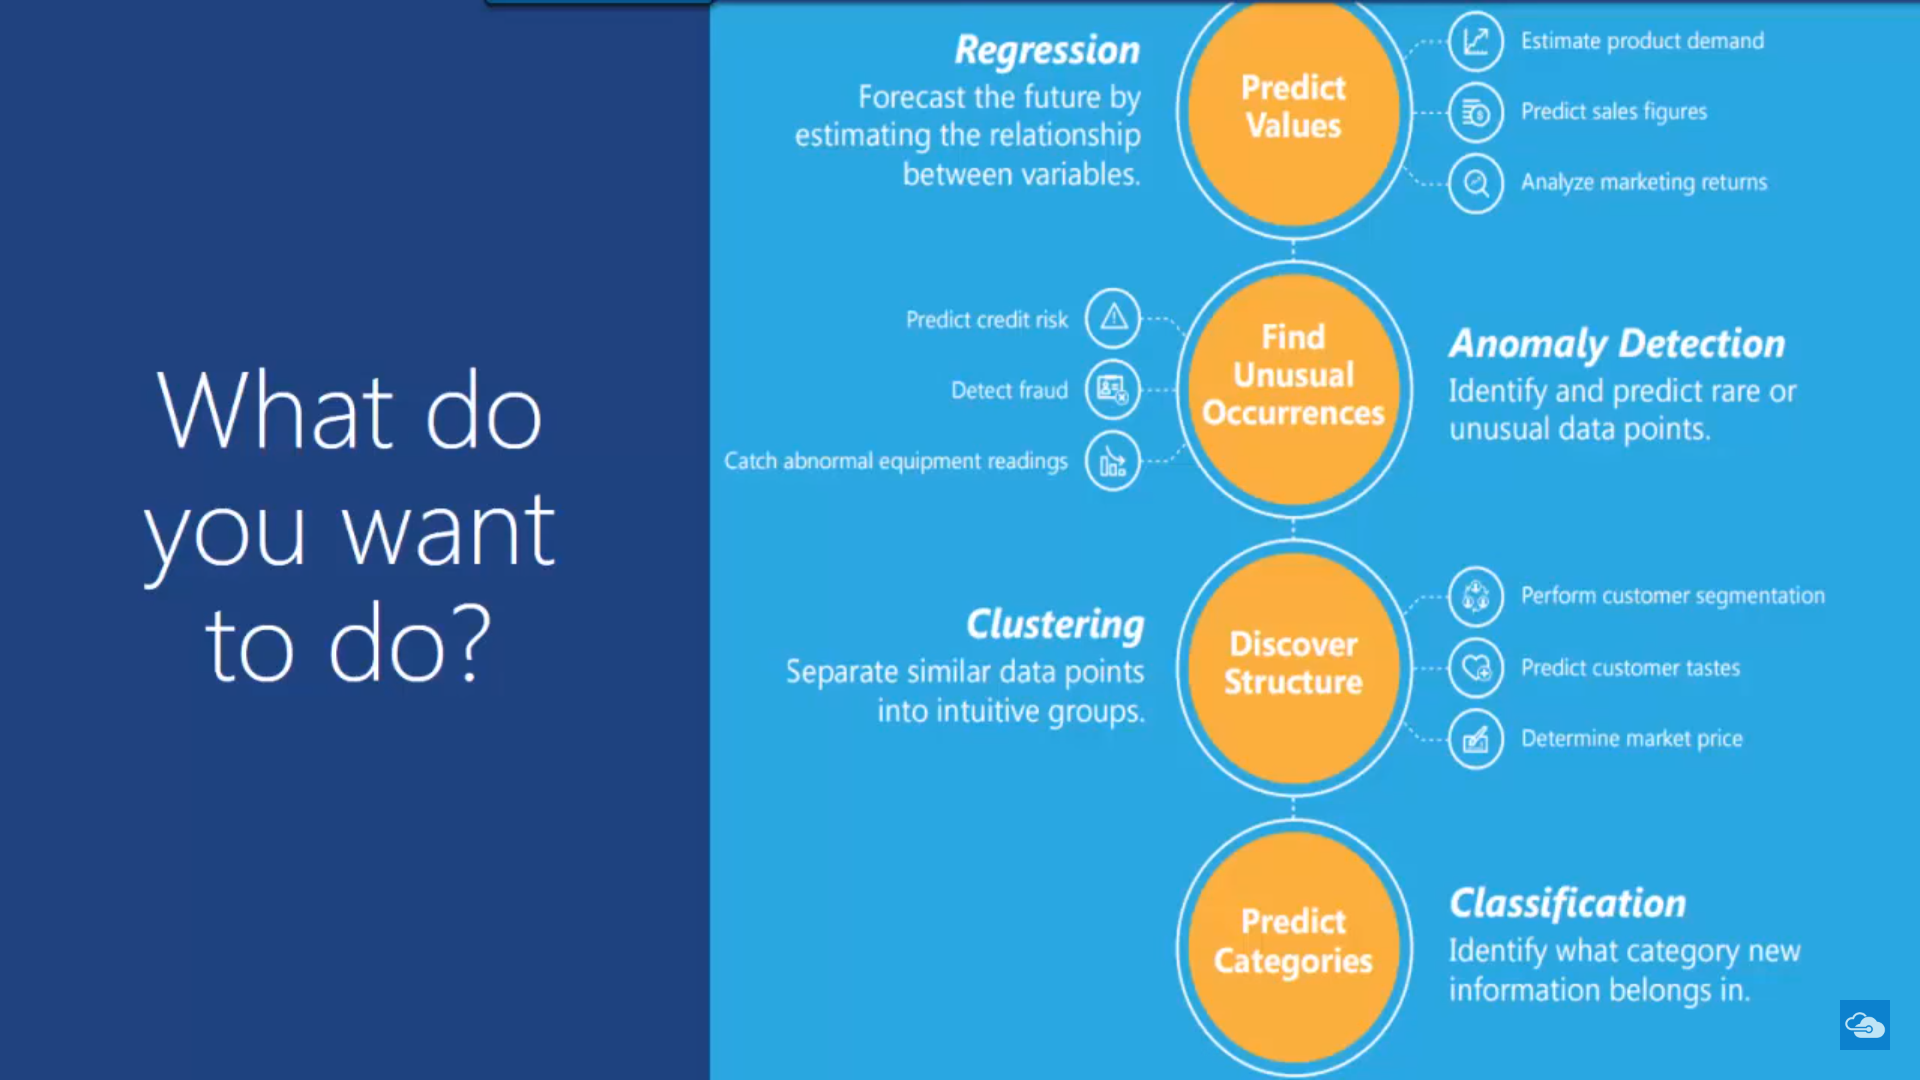 What do
you want
to do?
Regression
Forecast the future by
estimating the relationship
between variables.
Predict
Values
Estimate product demand
Predict sales figures
Analyze marketing returns
Predict credit risk
Detect fraud
Catch abnormal equipment readings
Find
Unusual
Occurrences
Anomaly Detection
Identify and predict rare or
unusual data points.
Clustering
Separate similar data points
into intuitive groups.
Discover
Structure
Perform customer segmentation
Predict customer tastes
Determine market price
Predict
Categories
Classification
Identify what category new
information belongs in.